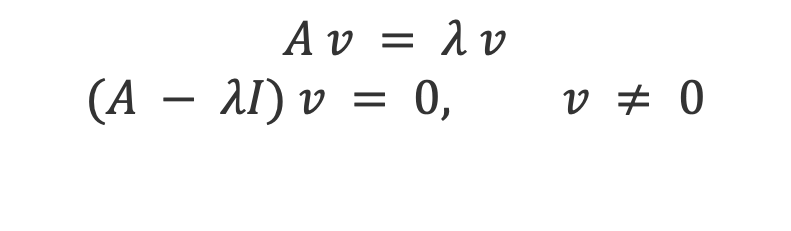 A v = λ v
(A − λI) v = 0, v ≠ 0